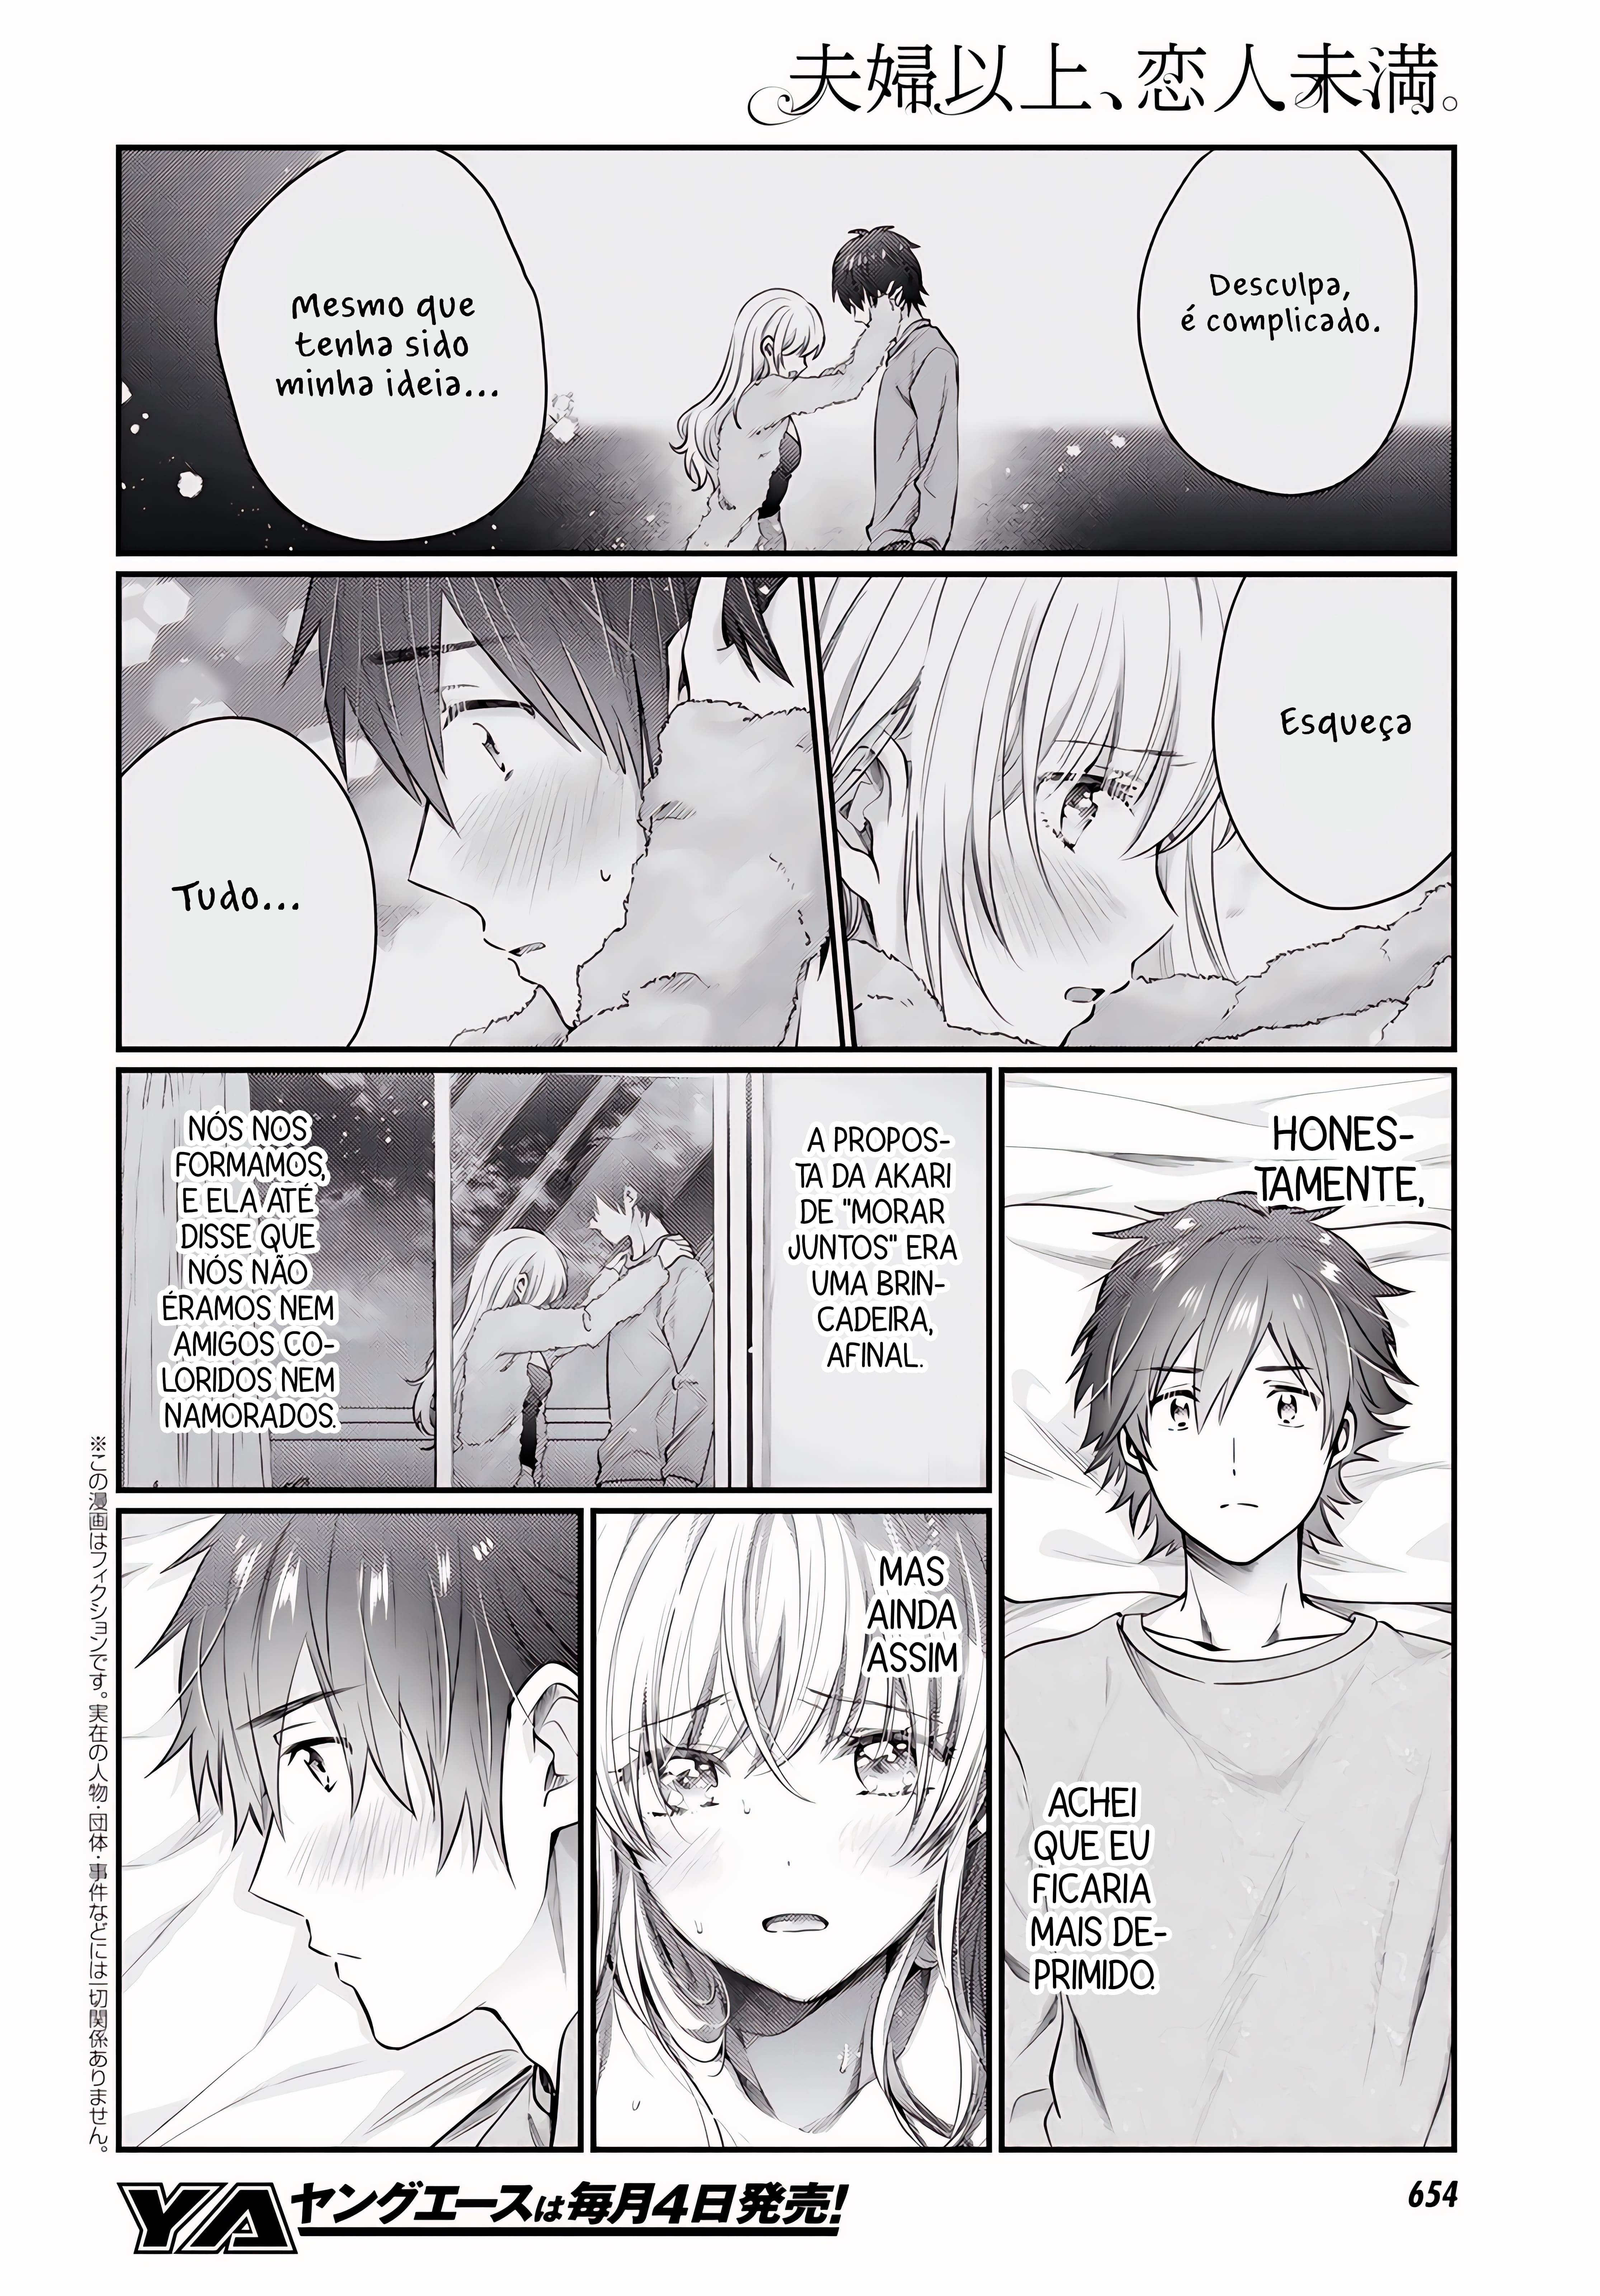 夫婦以上、恋人未満。
Desculpa,
é complicado.
Mesmo que
tenha sido
minha ideia...
Esqueça
Tudo...
HONES-
TAMENTE,
ACHEI
QUE EU
FICARIA
MAIS DE-
PRIMIDO.
A PROPOS-
TA DA AKARI
DE "MORAR
JUNTOS" ERA
UMA BRIN-
CADEIRA,
AFINAL.
NÓS NOS
FORMAMOS,
E ELA ATÉ
DISSE QUE
NÓS NÃO
ÉRAMOS NEM
AMIGOS CO-
LORIDOS NEM
NAMORADOS.
MAS
AINDA
ASSIM
※この漫画はフィクションです。実在の人物・団体・事件などには一切関係ありません。
YA ヤングエースは毎月4日発売!
654